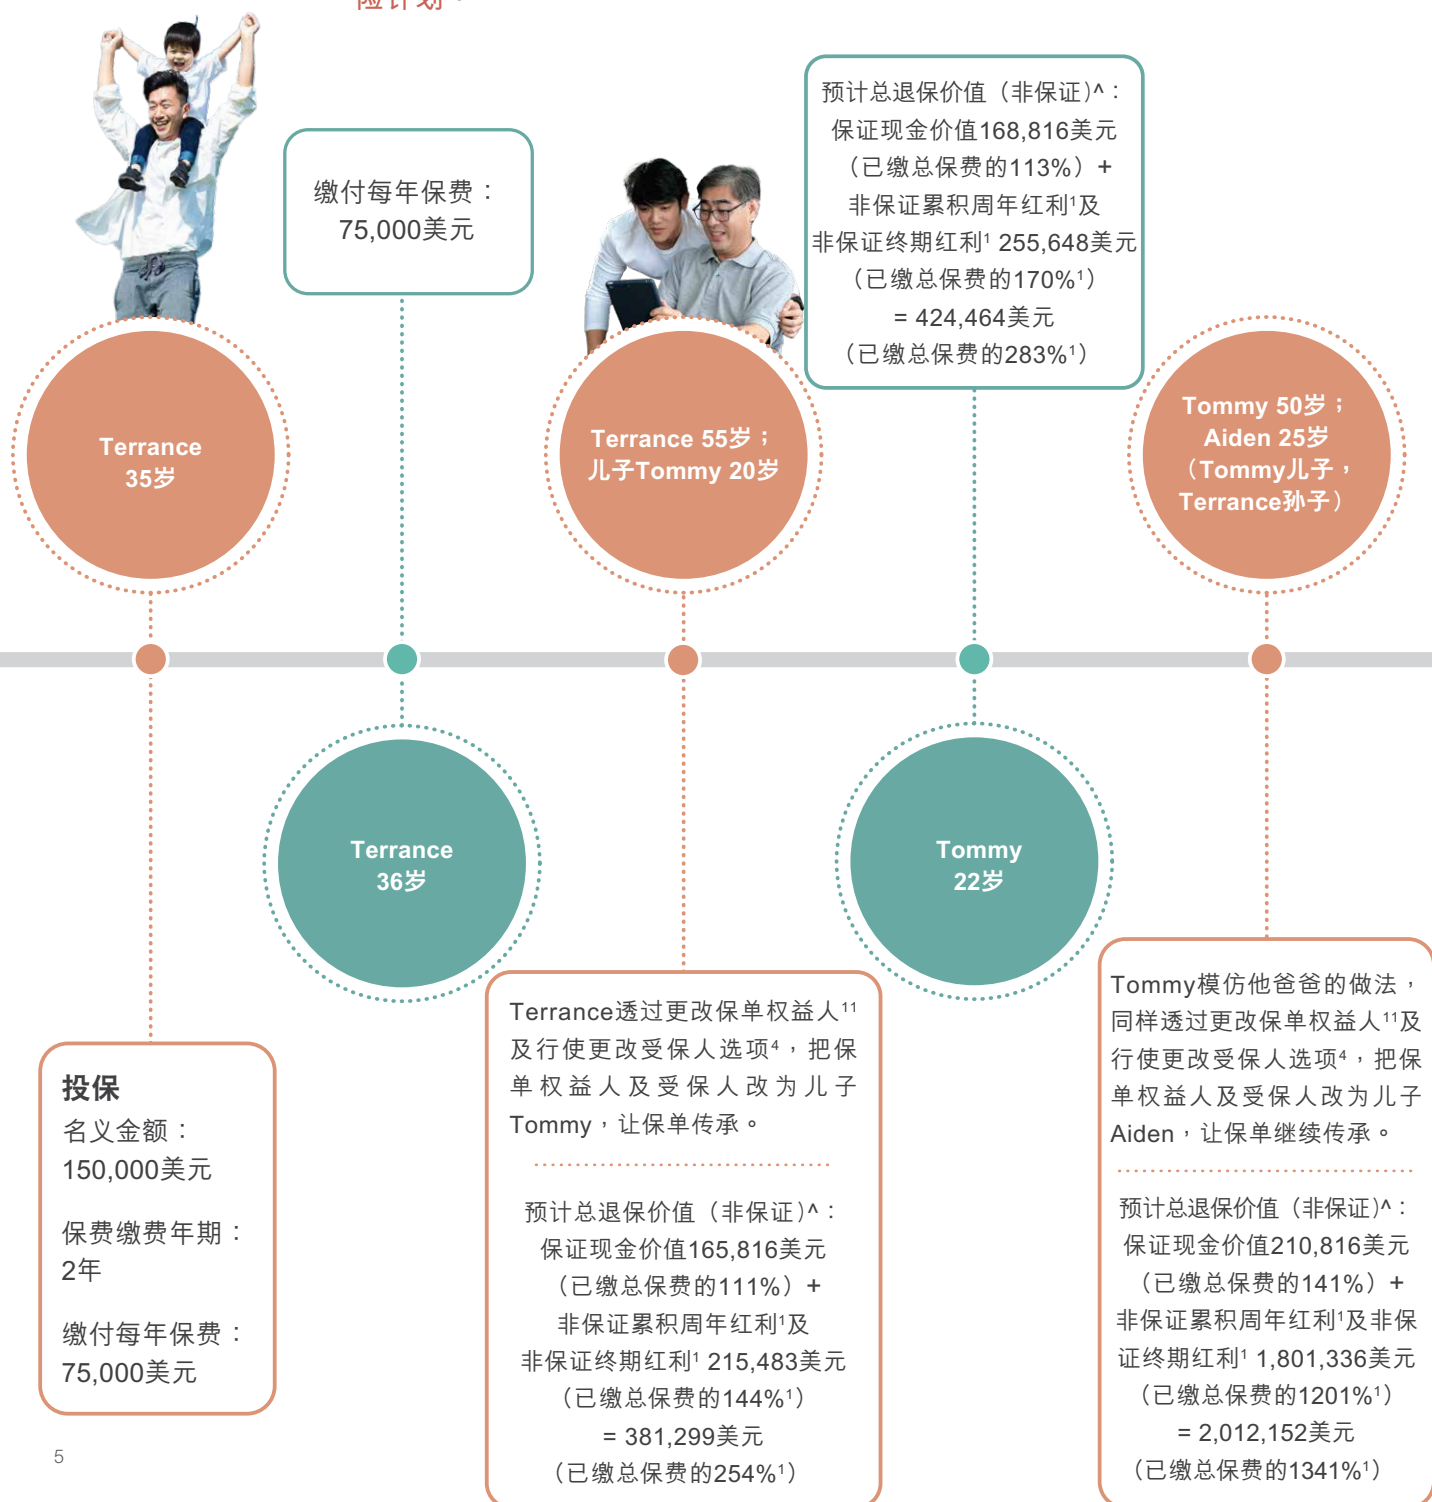 险计划。
缴付每年保费：
75,000美元
预计总退保价值（非保证）^：
保证现金价值168,816美元
（已缴总保费的113%）+
非保证累积周年红利¹及
非保证终期红利¹ 255,648美元
（已缴总保费的170%¹）
= 424,464美元
（已缴总保费的283%¹）
Terrance
35岁
Terrance 55岁；
儿子Tommy 20岁
Tommy 50岁；
Aiden 25岁
（Tommy儿子，
Terrance孙子）
Terrance
36岁
Tommy
22岁
投保
名义金额：
150,000美元
保费缴费年期：
2年
缴付每年保费：
75,000美元
Terrance透过更改保单权益人¹¹
及行使更改受保人选项⁴，把保
单权益人及受保人改为儿子
Tommy，让保单传承。
预计总退保价值（非保证）^：
保证现金价值165,816美元
（已缴总保费的111%）+
非保证累积周年红利¹及
非保证终期红利¹ 215,483美元
（已缴总保费的144%¹）
= 381,299美元
（已缴总保费的254%¹）
Tommy模仿他爸爸的做法，
同样透过更改保单权益人¹¹及
行使更改受保人选项⁴，把保
单权益人及受保人改为儿子
Aiden，让保单继续传承。
预计总退保价值（非保证）^：
保证现金价值210,816美元
（已缴总保费的141%）+
非保证累积周年红利¹及非保
证终期红利¹ 1,801,336美元
（已缴总保费的1201%¹）
= 2,012,152美元
（已缴总保费的1341%¹）
5